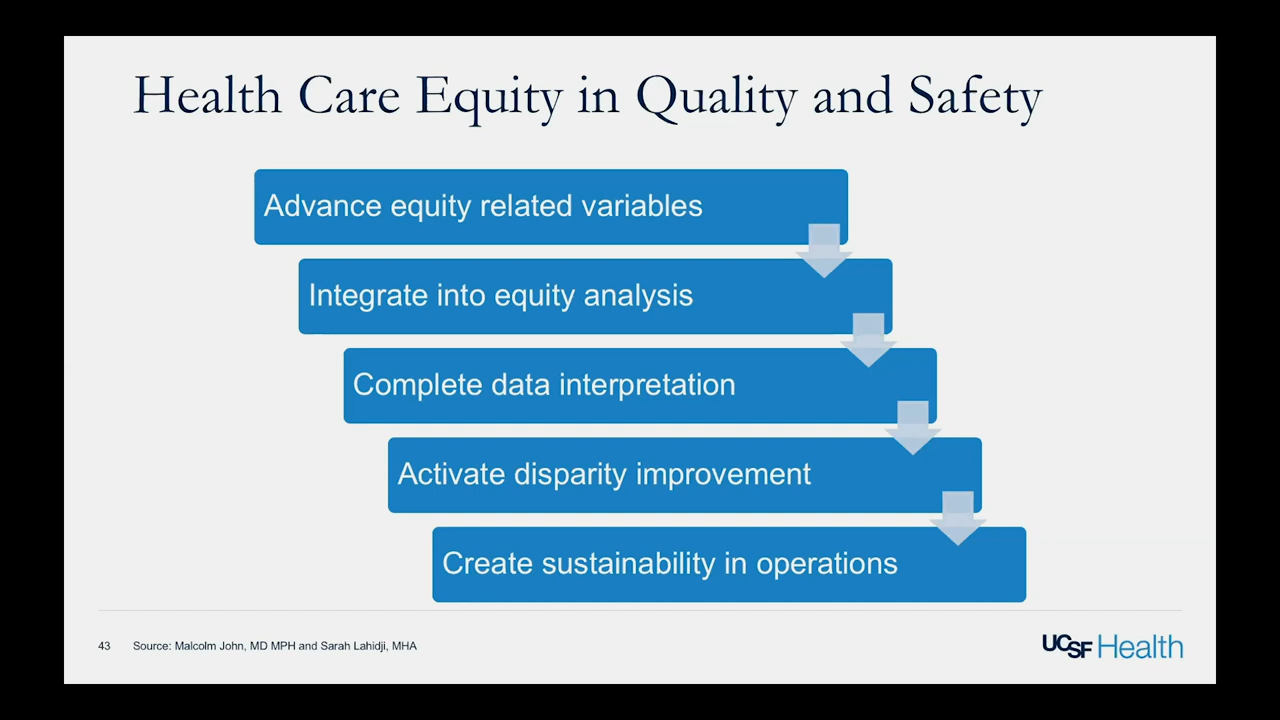 Health Care Equity in Quality and Safety
Advance equity related variables
Integrate into equity analysis
Complete data interpretation
Activate disparity improvement
Create sustainability in operations
43 Source: Malcolm John, MD MPH and Sarah Lahidji, MHA
UCSF Health